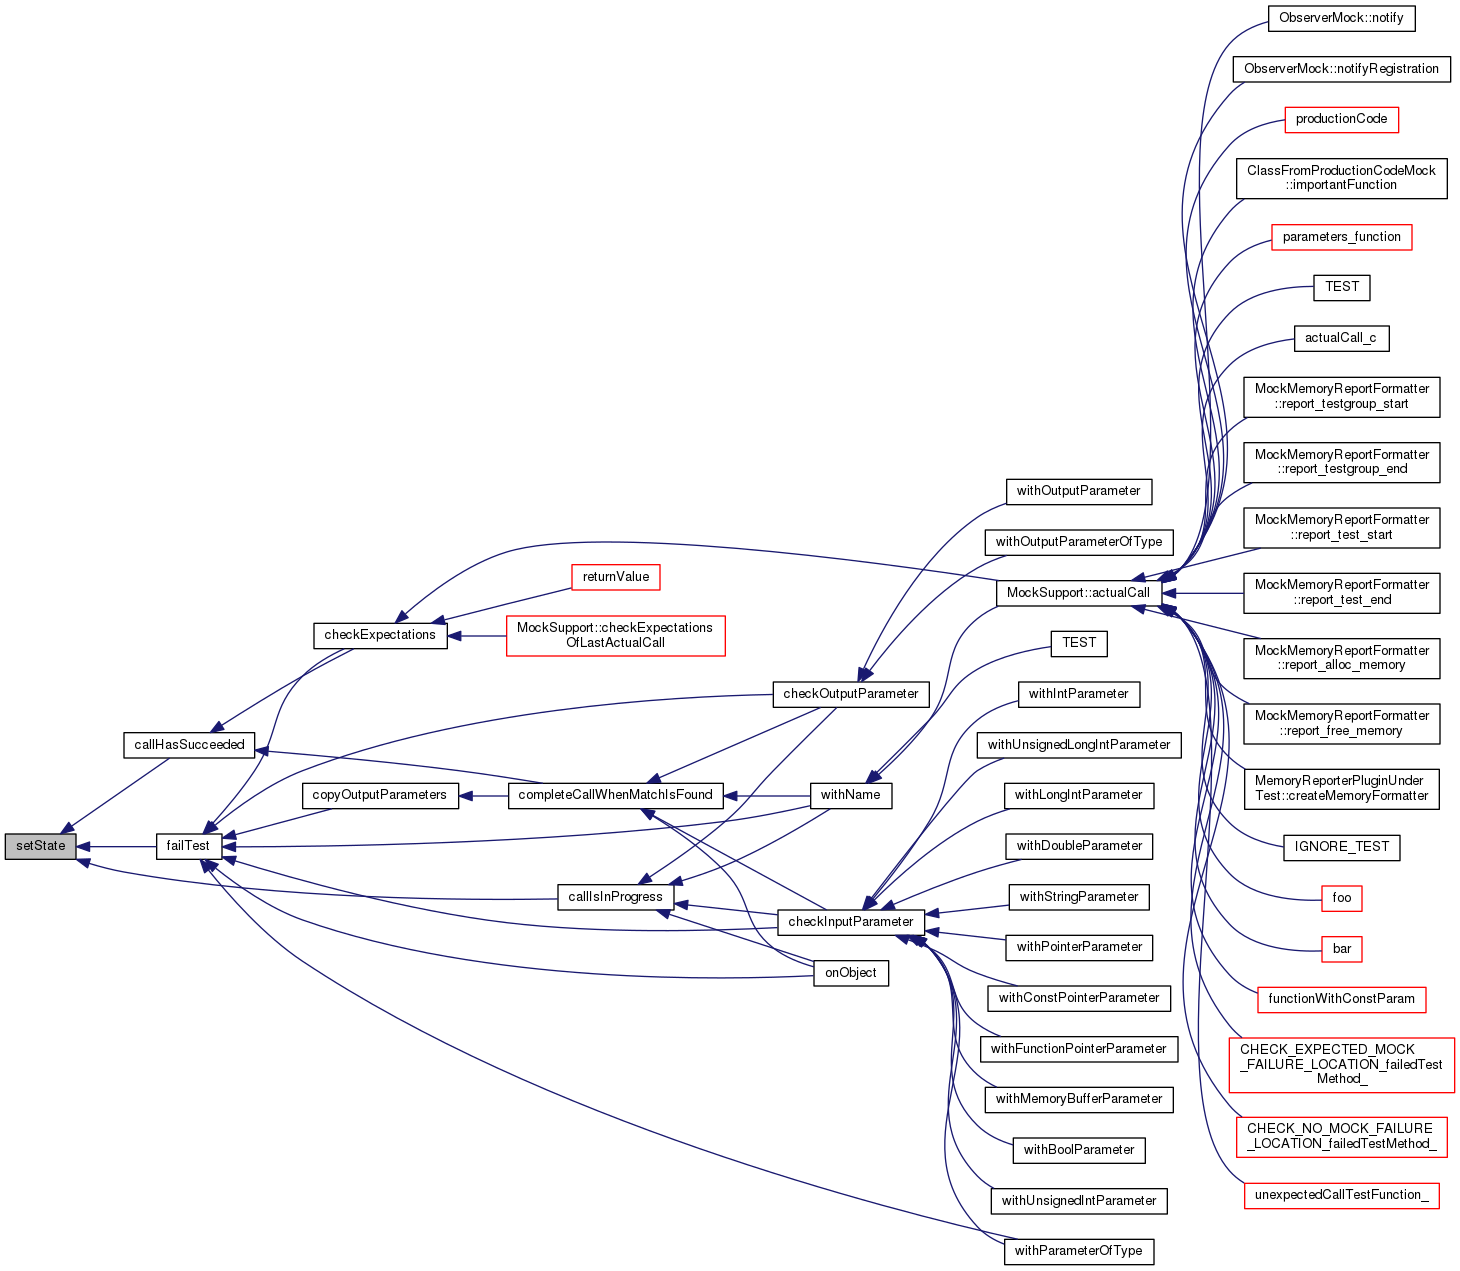 ObserverMock::notify
ObserverMock::notifyRegistration
productionCode
ClassFromProductionCodeMock
::importantFunction
parameters_function
TEST
actualCall_c
MockMemoryReportFormatter
::report_testgroup_start
MockMemoryReportFormatter
::report_testgroup_end
withOutputParameter
MockMemoryReportFormatter
::report_test_start
withOutputParameterOfType
returnValue
MockSupport::actualCall
MockMemoryReportFormatter
::report_test_end
checkExpectations
MockSupport::checkExpectations
OfLastActualCall
TEST
MockMemoryReportFormatter
::report_alloc_memory
checkOutputParameter
withIntParameter
MockMemoryReportFormatter
::report_free_memory
callHasSucceeded
withUnsignedLongIntParameter
copyOutputParameters
completeCallWhenMatchIsFound
withName
withLongIntParameter
MemoryReporterPluginUnder
Test::createMemoryFormatter
setState
failTest
withDoubleParameter
IGNORE_TEST
callIsInProgress
withStringParameter
foo
checkInputParameter
withPointerParameter
bar
onObject
withConstPointerParameter
functionWithConstParam
withFunctionPointerParameter
CHECK_EXPECTED_MOCK
_FAILURE_LOCATION_failedTest
Method_
withMemoryBufferParameter
CHECK_NO_MOCK_FAILURE
_LOCATION_failedTestMethod_
withBoolParameter
withUnsignedIntParameter
unexpectedCallTestFunction_
withParameterOfType